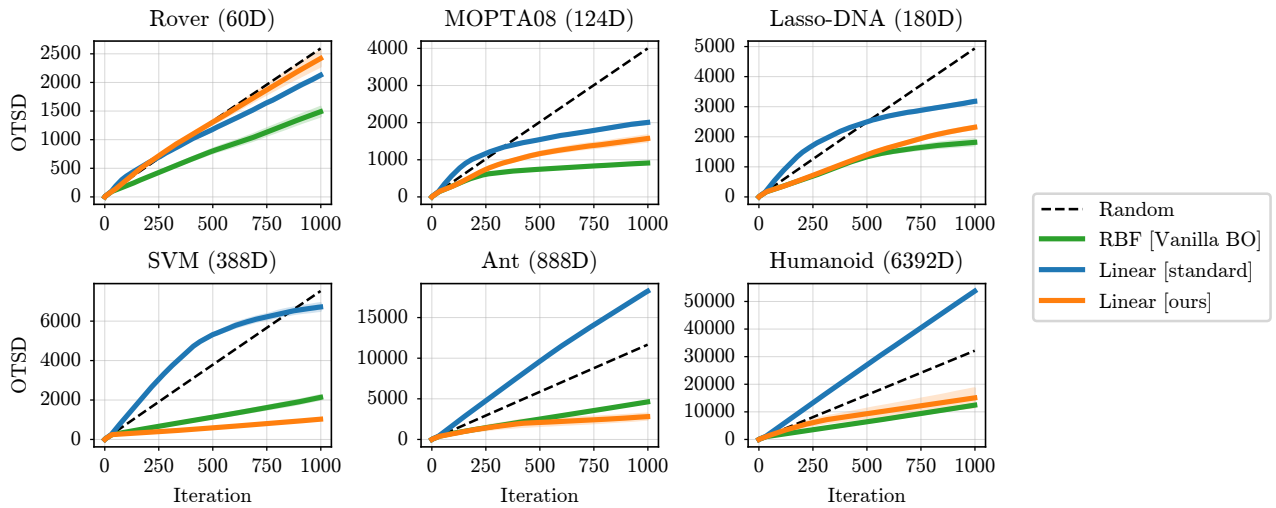 Rover (60D)
MOPTA08 (124D)
Lasso-DNA (180D)
OTSD
2500
2000
1500
1000
500
0
0 250 500 750 1000
4000
3000
2000
1000
0
0 250 500 750 1000
5000
4000
3000
2000
1000
0
0 250 500 750 1000
SVM (388D)
Ant (888D)
Humanoid (6392D)
OTSD
6000
4000
2000
0
0 250 500 750 1000
Iteration
15000
10000
5000
0
0 250 500 750 1000
Iteration
50000
40000
30000
20000
10000
0
0 250 500 750 1000
Iteration
Random
RBF [Vanilla BO]
Linear [standard]
Linear [ours]